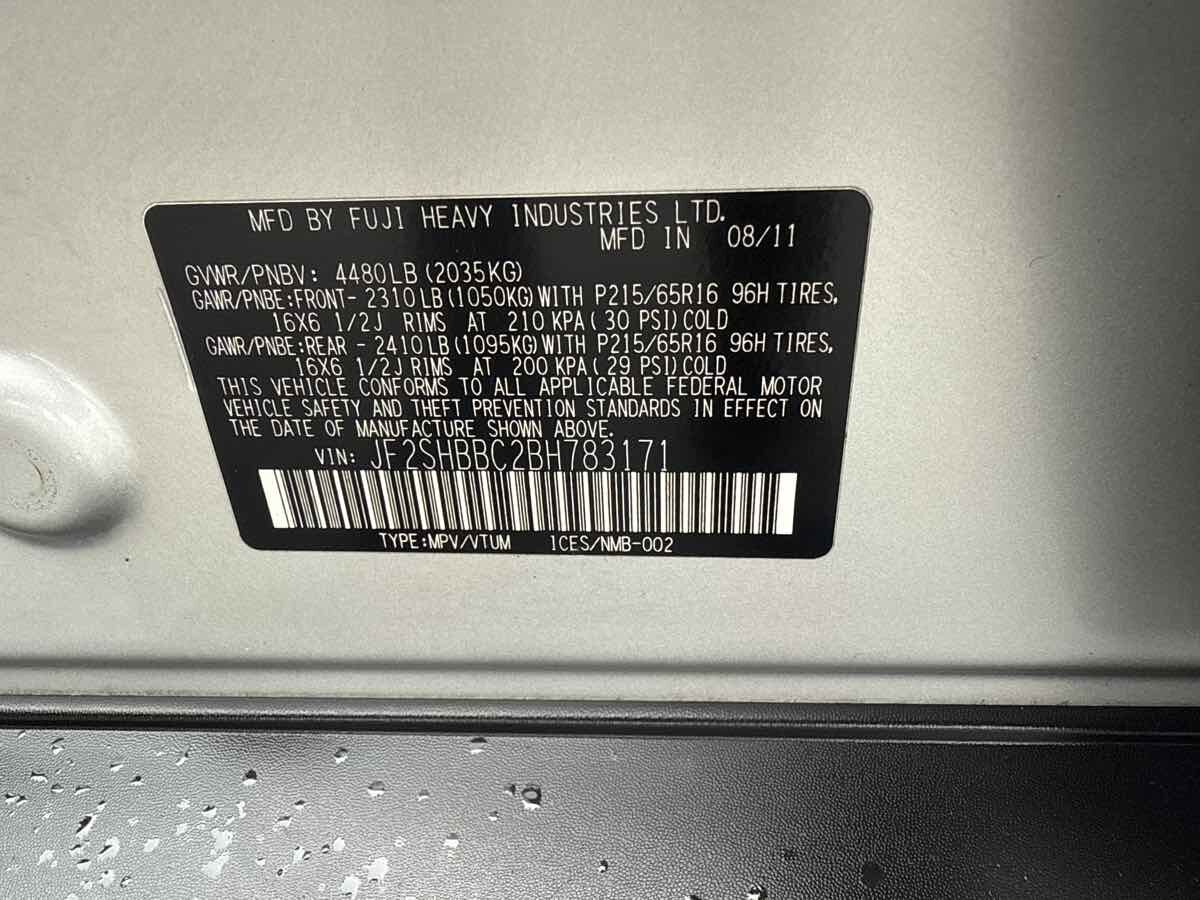 MFD BY FUJI HEAVY INDUSTRIES LTD.
MFD IN 08/11
GVWR/PNBV: 4480LB(2035KG)
GAWR/PNBE:FRONT- 2310LB(1050KG)WITH P215/65R16 96H TIRES,
16X6 1/2J RIMS AT 210 KPA( 30 PSI)COLD
GAWR/PNBE:REAR - 2410LB(1095KG)WITH P215/65R16 96H TIRES,
16X6 1/2J RIMS AT 200 KPA( 29 PSI)COLD
THIS VEHICLE CONFORMS TO ALL APPLICABLE FEDERAL MOTOR
VEHICLE SAFETY AND THEFT PREVENTION STANDARDS IN EFFECT ON
THE DATE OF MANUFACTURE SHOWN ABOVE.
VIN: JF2SHBBC2BH783171
TYPE:MPV/VTUM ICES/NMB-002